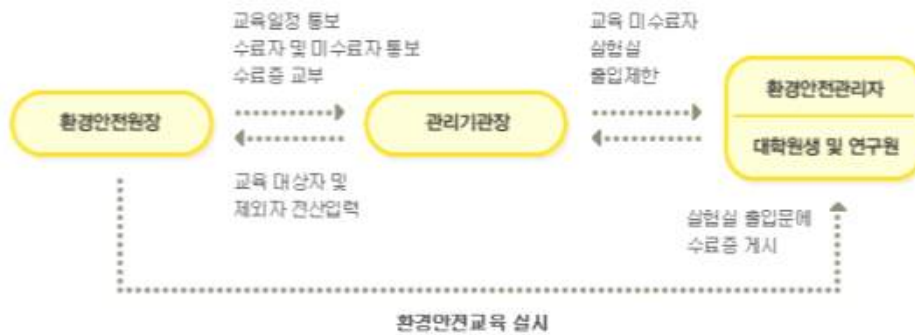 교육일정 통보
수료자 및 미수료자 통보
수료증 교부
교육 미수료자
실험실
출입제한
환경안전원장
관리기관장
환경안전관리자
대학원생 및 연구원
교육 대상자 및
제외자 전산입력
실험실 출입문에
수료증 게시
환경안전교육 실시